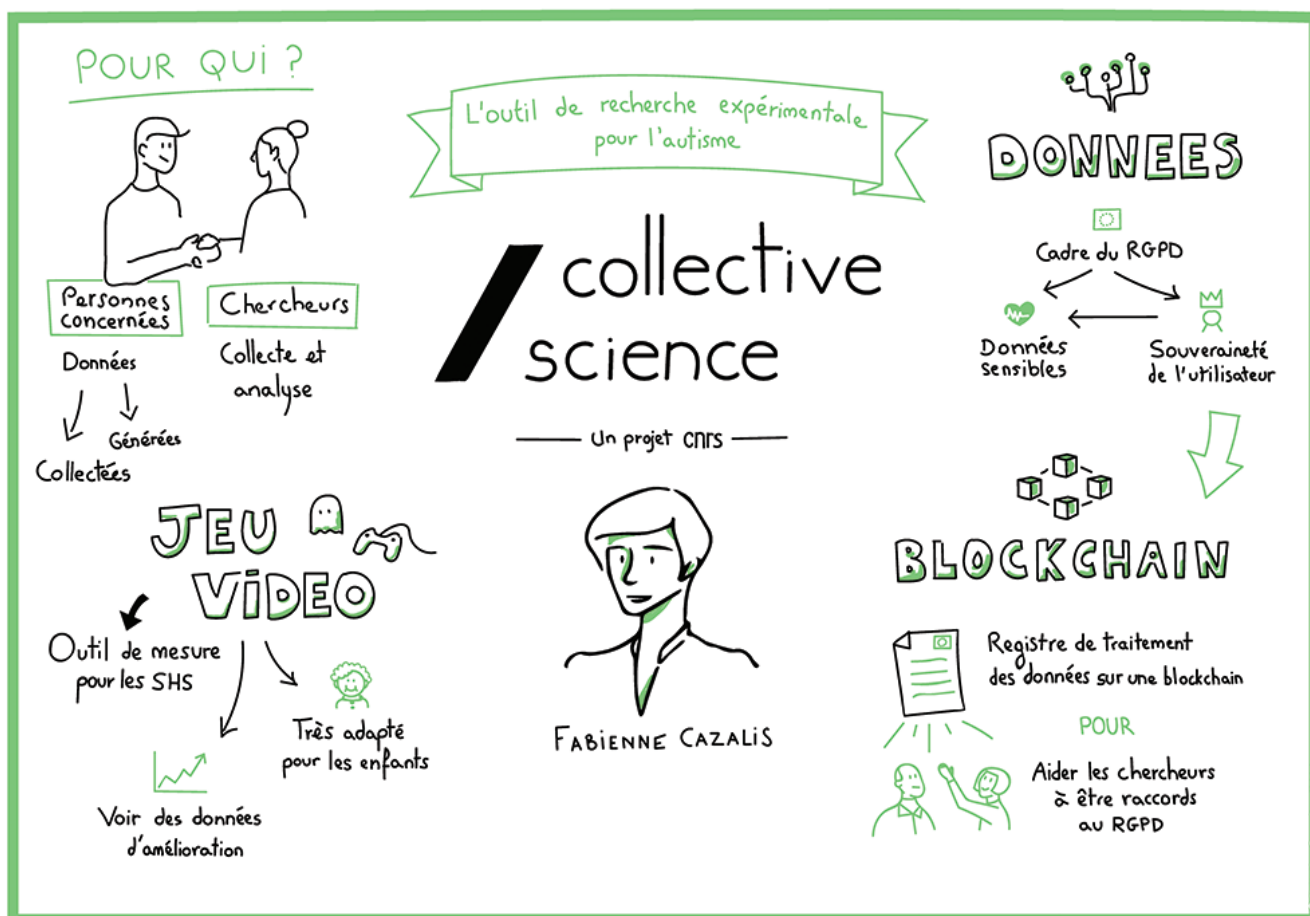 POUR QUI ?
Personnes
concernées
Données
Générées
Collectées
Chercheurs
Collecte et
analyse
JEU
VIDEO
Outil de mesure
pour les SHS
Très adapté
pour les enfants
Voir des données
d'amélioration
L'outil de recherche expérimentale
pour l'autisme
collective
science
Un projet cnrs
FABIENNE CAZALIS
DONNEES
Cadre du RGPD
Données
sensibles
Souveraineté
de l'utilisateur
BLOCKCHAIN
Registre de traitement
des données sur une blockchain
POUR
Aider les chercheurs
à être raccords
au RGPD